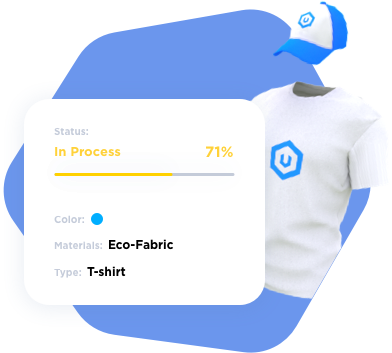 Status:
In Process 71%
Color:
Materials: Eco-Fabric
Type: T-shirt